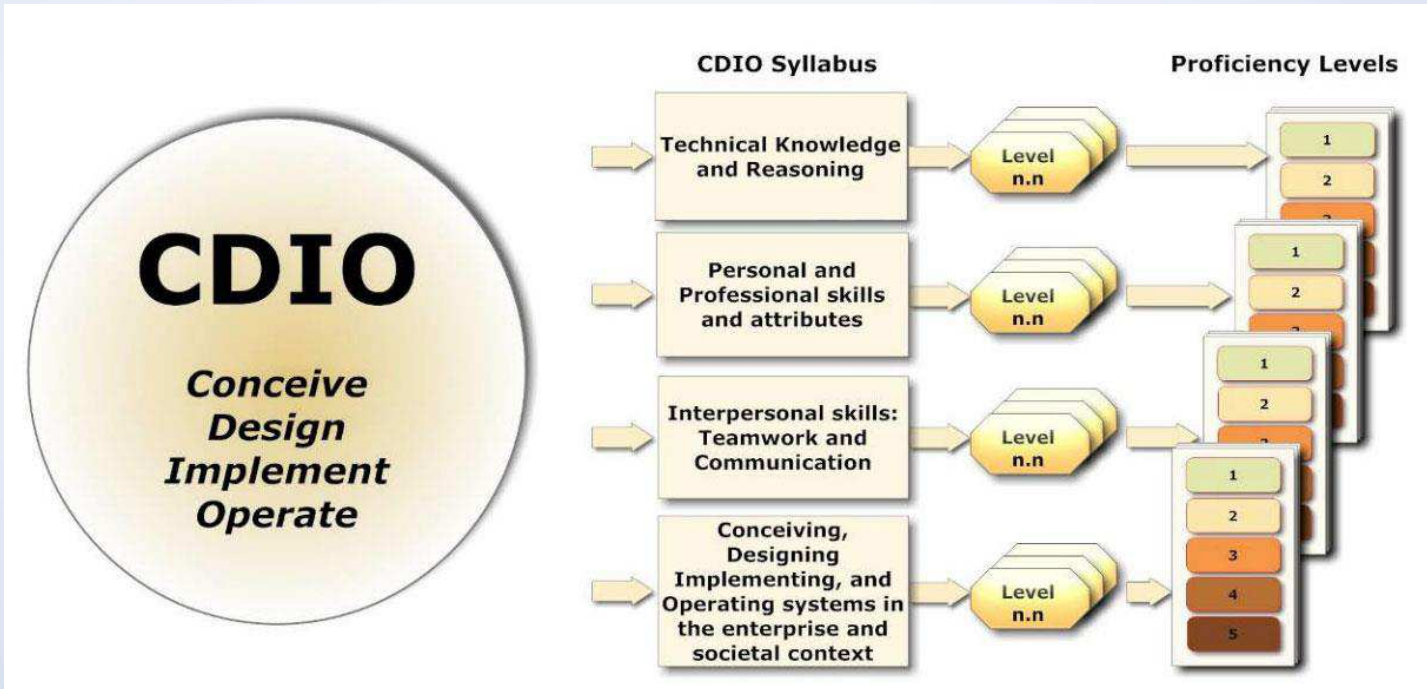 CDIO Syllabus
Proficiency Levels
CDIO
Conceive
Design
Implement
Operate
Technical Knowledge
and Reasoning
Level
n.n
1
2
Personal and
Professional skills
and attributes
Level
n.n
1
2
Interpersonal skills:
Teamwork and
Communication
Level
n.n
1
2
Conceiving,
Designing
Implementing, and
Operating systems in
the enterprise and
societal context
Level
n.n
1
2
3
4
5